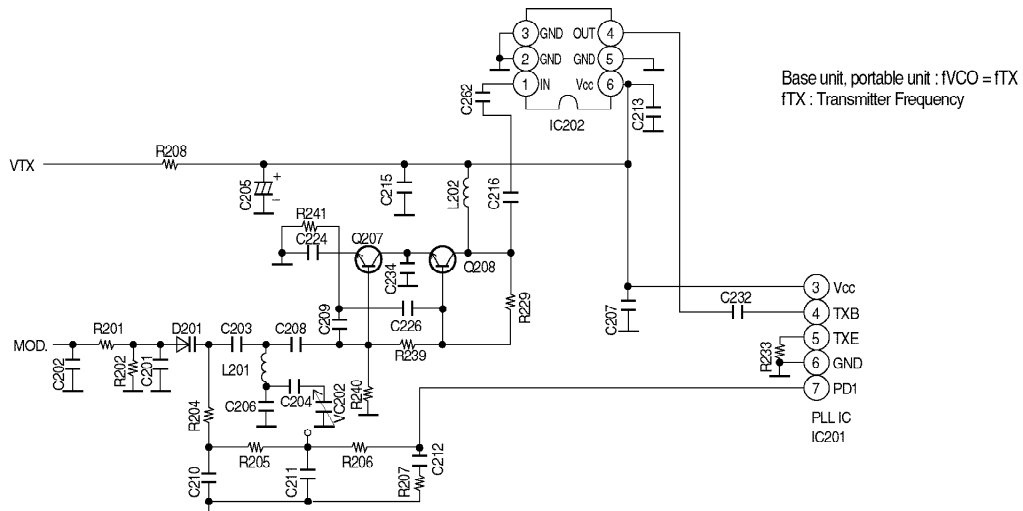 3 GND OUT 4
2 GND GND 5
1 IN Vcc 6
IC202
C262
C213
Base unit, portable unit : fVCO = fTX
fTX : Transmitter Frequency
VTX
R208
C205
+
−
C215
L202
C216
R241
C224
Q207
C234
Q208
R229
C207
C232
3 Vcc
4 TXB
5 TXE
6 GND
7 PD1
R233
PLL IC
IC201
C209
C226
R239
MOD.
R201
D201
C203
C208
C202
R202
C201
L201
R204
C206
C204
VC202
R240
R205
R206
C210
C211
C212
R207